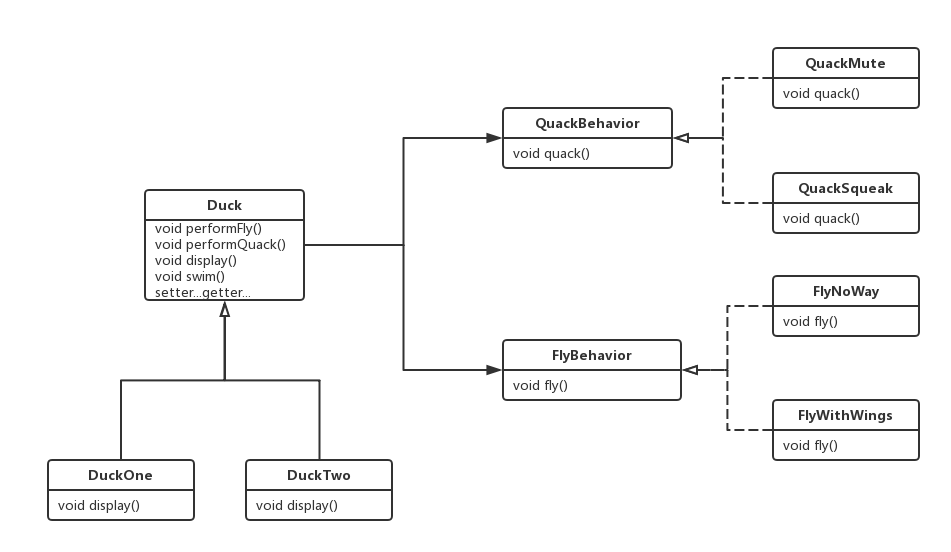 QuackMute
void quack()
QuackBehavior
void quack()
QuackSqueak
void quack()
Duck
void performFly()
void performQuack()
void display()
void swim()
setter...getter...
FlyNoWay
void fly()
FlyBehavior
void fly()
FlyWithWings
void fly()
DuckOne
void display()
DuckTwo
void display()